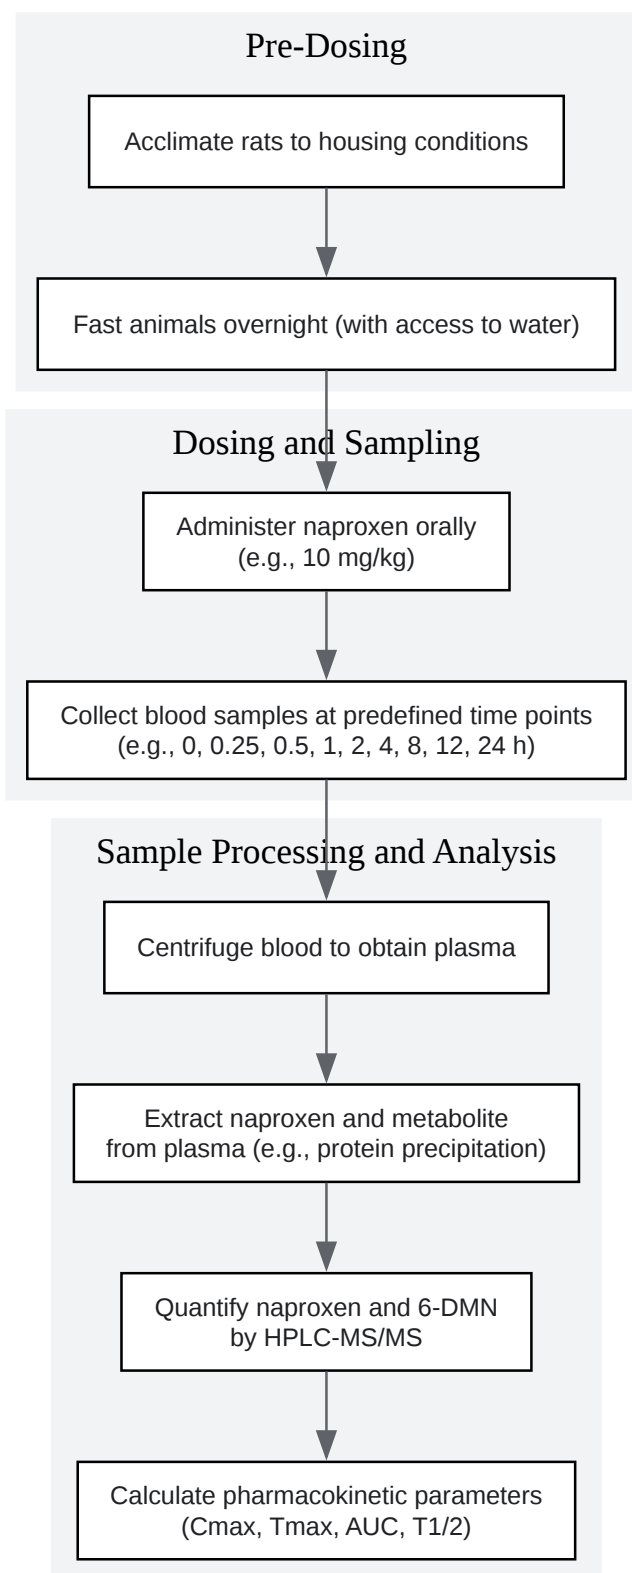 Pre-Dosing
Acclimate rats to housing conditions
Fast animals overnight (with access to water)
Dosing and Sampling
Administer naproxen orally
(e.g., 10 mg/kg)
Collect blood samples at predefined time points
(e.g., 0, 0.25, 0.5, 1, 2, 4, 8, 12, 24 h)
Sample Processing and Analysis
Centrifuge blood to obtain plasma
Extract naproxen and metabolite
from plasma (e.g., protein precipitation)
Quantify naproxen and 6-DMN
by HPLC-MS/MS
Calculate pharmacokinetic parameters
(Cmax, Tmax, AUC, T1/2)